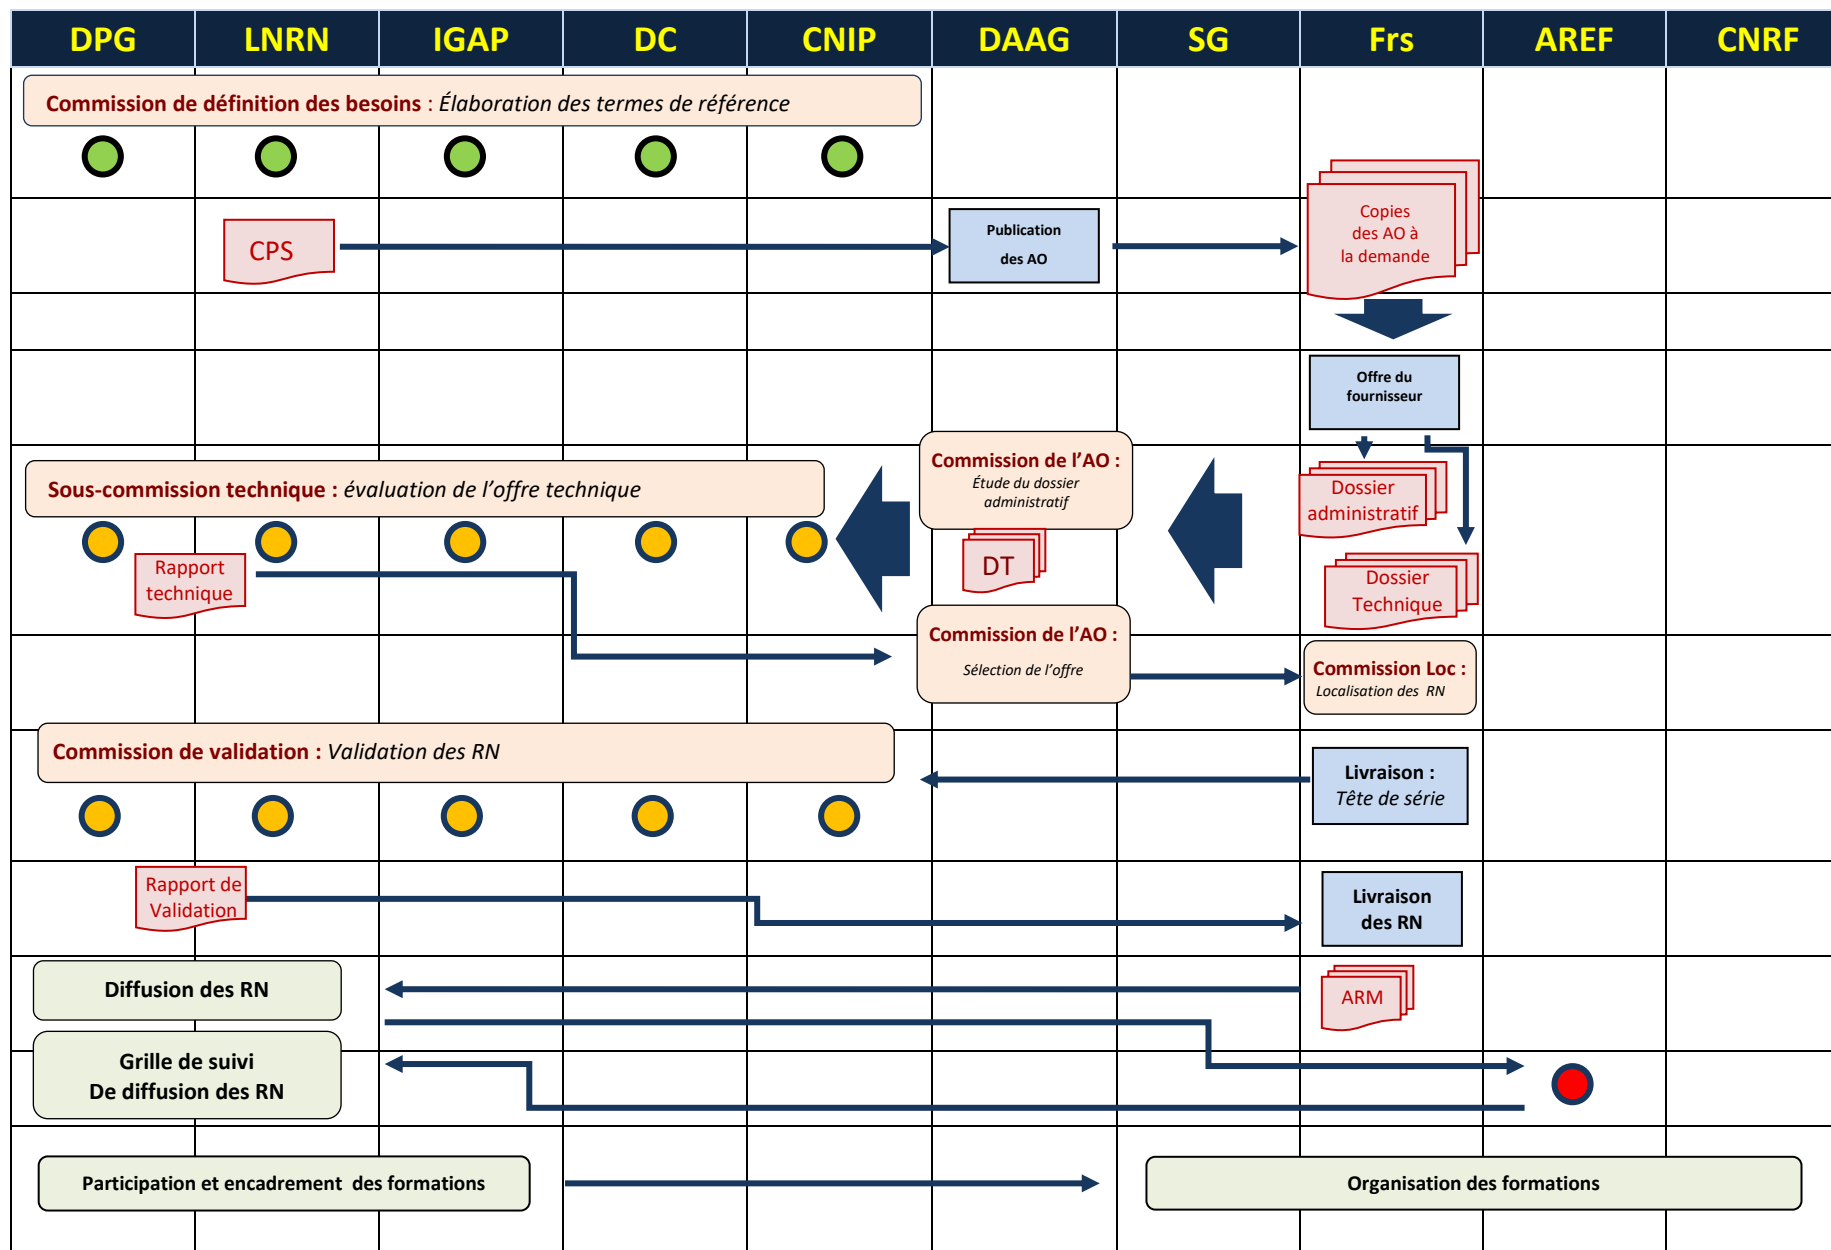 DPG LNRN IGAP DC CNIP DAAG SG Frs AREF CNRF
Commission de définition des besoins : Élaboration des termes de référence
CPS
Publication
des AO
Copies
des AO à
la demande
Offre du
fournisseur
Commission de l'AO :
Étude du dossier
administratif
Sous-commission technique : évaluation de l'offre technique
Dossier
administratif
DT
Rapport
technique
Dossier
Technique
Commission de l'AO :
Sélection de l'offre
Commission Loc :
Localisation des RN
Commission de validation : Validation des RN
Livraison :
Tête de série
Rapport de
Validation
Livraison
des RN
Diffusion des RN
ARM
Grille de suivi
De diffusion des RN
Participation et encadrement des formations
Organisation des formations